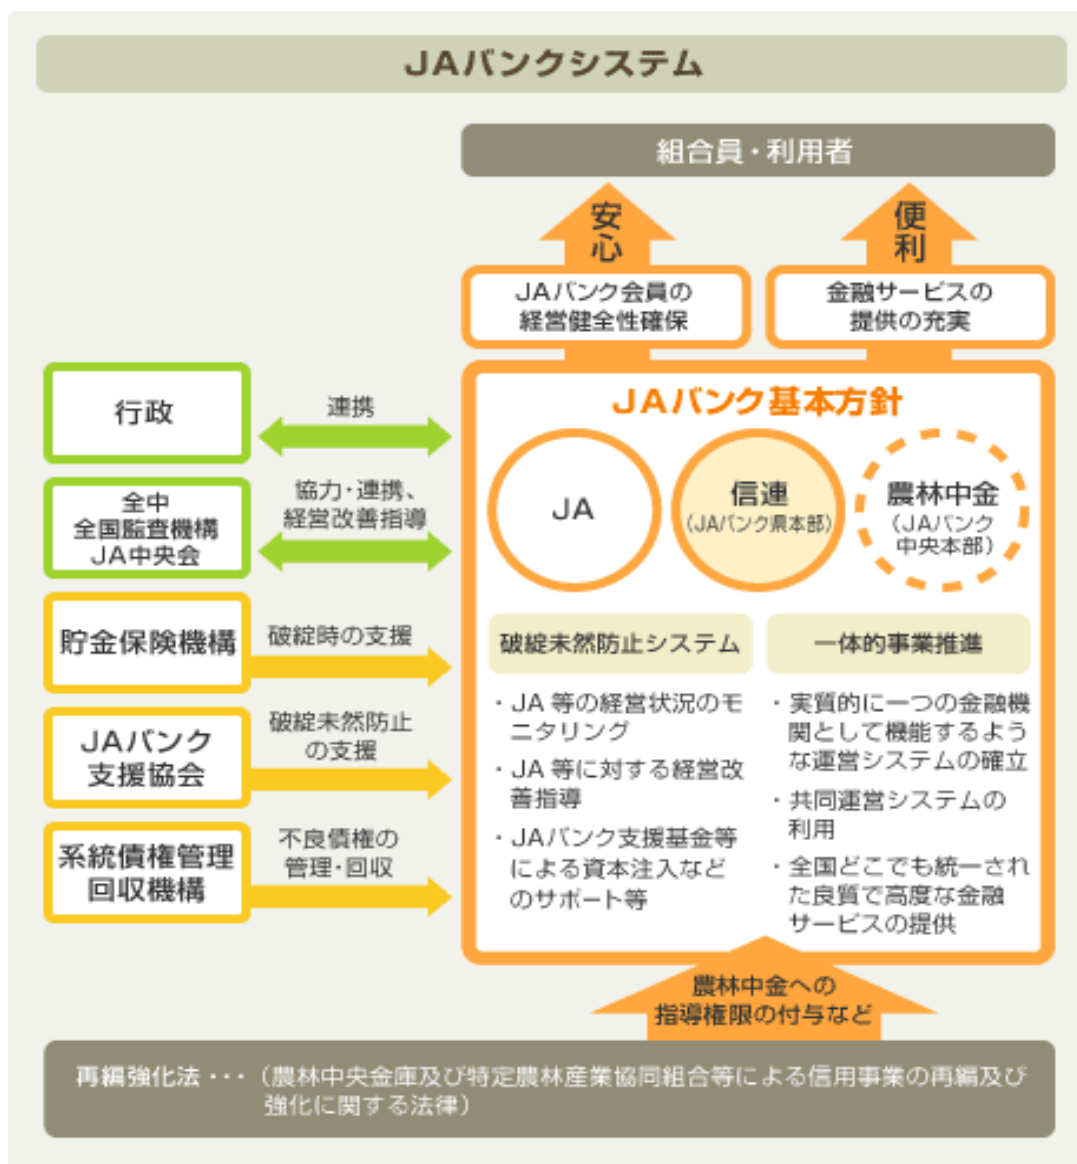 JAバンクシステム
組合員・利用者
安心
便利
JAバンク会員の
経営健全性確保
金融サービスの
提供の充実
行政
連携
全中
全国監査機構
JA中央会
協力・連携、
経営改善指導
貯金保険機構
破綻時の支援
JAバンク
支援協会
破綻未然防止
の支援
系統債権管理
回収機構
不良債権の
管理・回収
JAバンク基本方針
JA
信連
（JAバンク県本部）
農林中金
（JAバンク
中央本部）
破綻未然防止システム
・JA 等の経営状況のモ
ニタリング
・JA 等に対する経営改
善指導
・JAバンク支援基金等
による資本注入など
のサポート等
一体的事業推進
・実質的に一つの金融機
関として機能するよう
な運営システムの確立
・共同運営システムの
利用
・全国どこでも統一され
た良質で高度な金融
サービスの提供
農林中金への
指導権限の付与など
再編強化法・・・（農林中央金庫及び特定農林産業協同組合等による信用事業の再編及び
強化に関する法律）